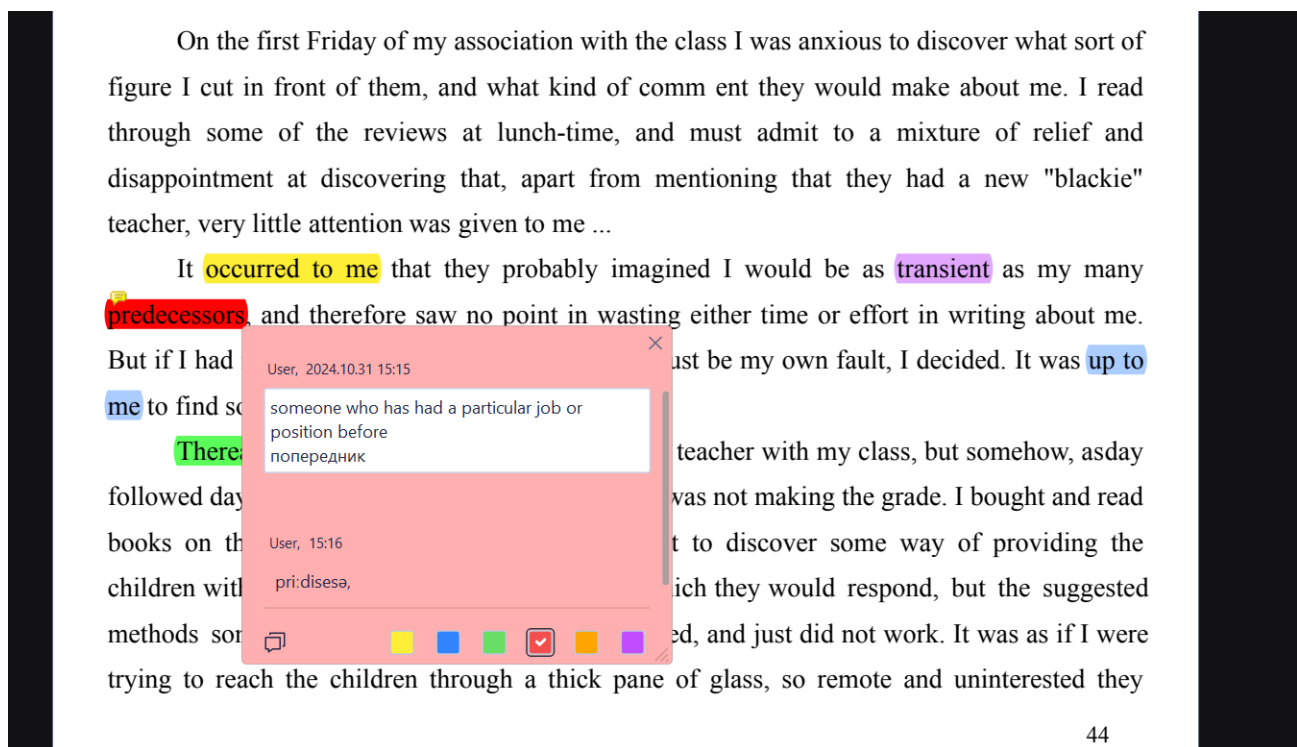 On the first Friday of my association with the class I was anxious to discover what sort of
figure I cut in front of them, and what kind of comm ent they would make about me. I read
through some of the reviews at lunch-time, and must admit to a mixture of relief and
disappointment at discovering that, apart from mentioning that they had a new "blackie"
teacher, very little attention was given to me ...
It occurred to me that they probably imagined I would be as transient as my many
predecessors, and therefore saw no point in wasting either time or effort in writing about me.
But if I had
be my own fault, I decided. It was up to
me to find
teacher with my class, but somehow, asday
followed
was not making the grade. I bought and read
books on
to discover some way of providing the
children
they would respond, but the suggested
methods
and just did not work. It was as if I were
trying to reach the children through a thick pane of glass, so remote and uninterested they
44
User, 2024.10.31 15:15
someone who has had a particular job or
position before
попередник
User, 15:16
pri:disesə,